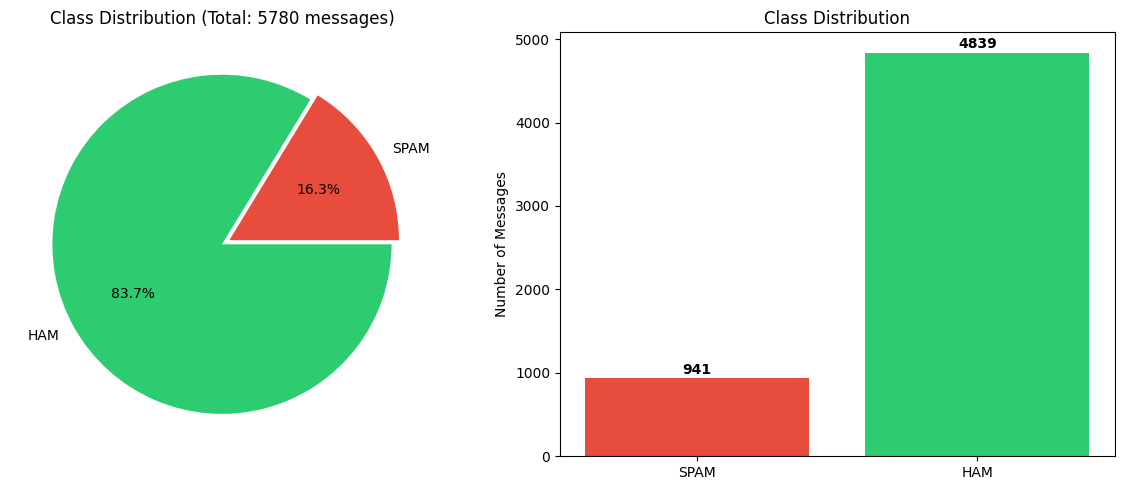 Class Distribution (Total: 5780 messages)
SPAM
16.3%
83.7%
HAM
Class Distribution
Number of Messages
5000
4000
3000
2000
1000
0
4839
941
SPAM
HAM